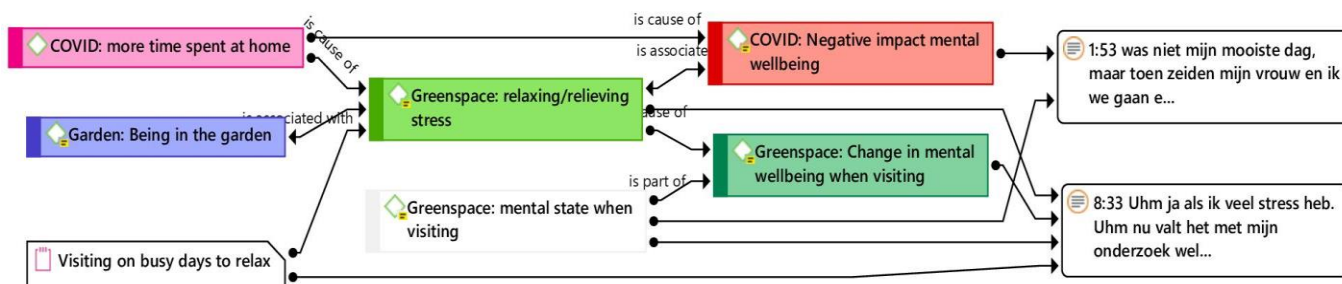 is cause of
COVID: more time spent at home
is cause of
COVID: Negative impact mental
wellbeing
is associate
1:53 was niet mijn mooiste dag,
maar toen zeiden mijn vrouw en ik
we gaan e...
Greenspace: relaxing/relieving
stress
is associated with
Garden: Being in the garden
ause of
Greenspace: Change in mental
wellbeing when visiting
is part of
Greenspace: mental state when
visiting
8:33 Uhm ja als ik veel stress heb.
Uhm nu valt het met mijn
onderzoek wel...
Visiting on busy days to relax